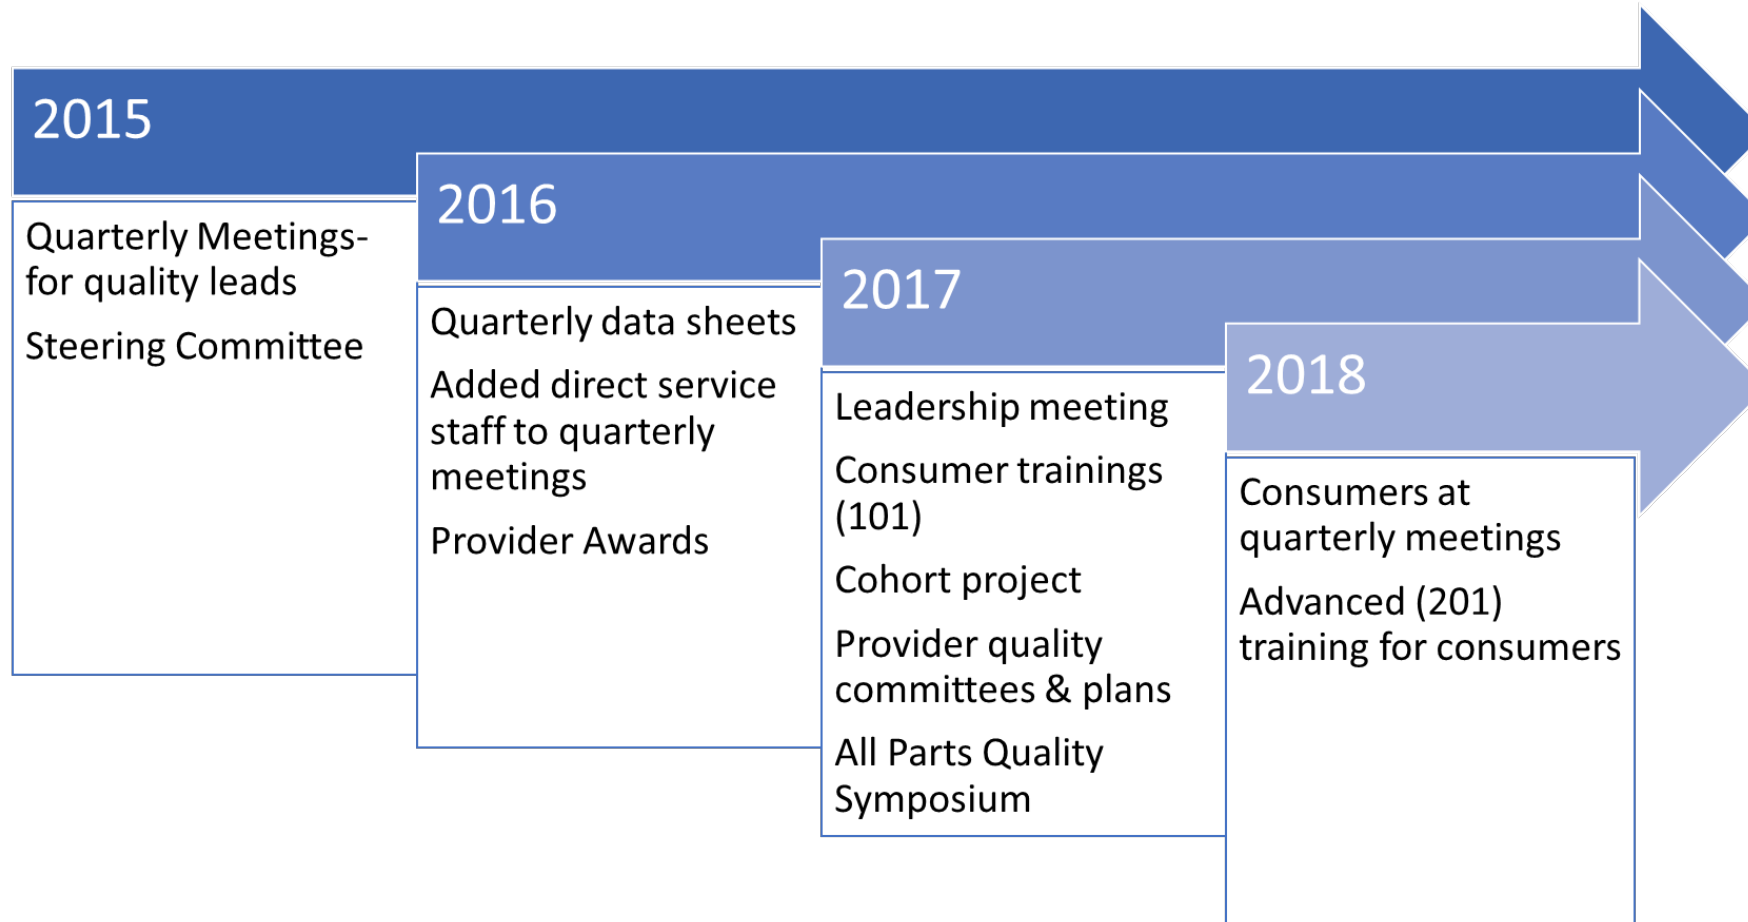 2015
Quarterly Meetings-
for quality leads
Steering Committee
2016
Quarterly data sheets
Added direct service
staff to quarterly
meetings
Provider Awards
2017
Leadership meeting
Consumer trainings
(101)
Cohort project
Provider quality
committees & plans
All Parts Quality
Symposium
2018
Consumers at
quarterly meetings
Advanced (201)
training for consumers